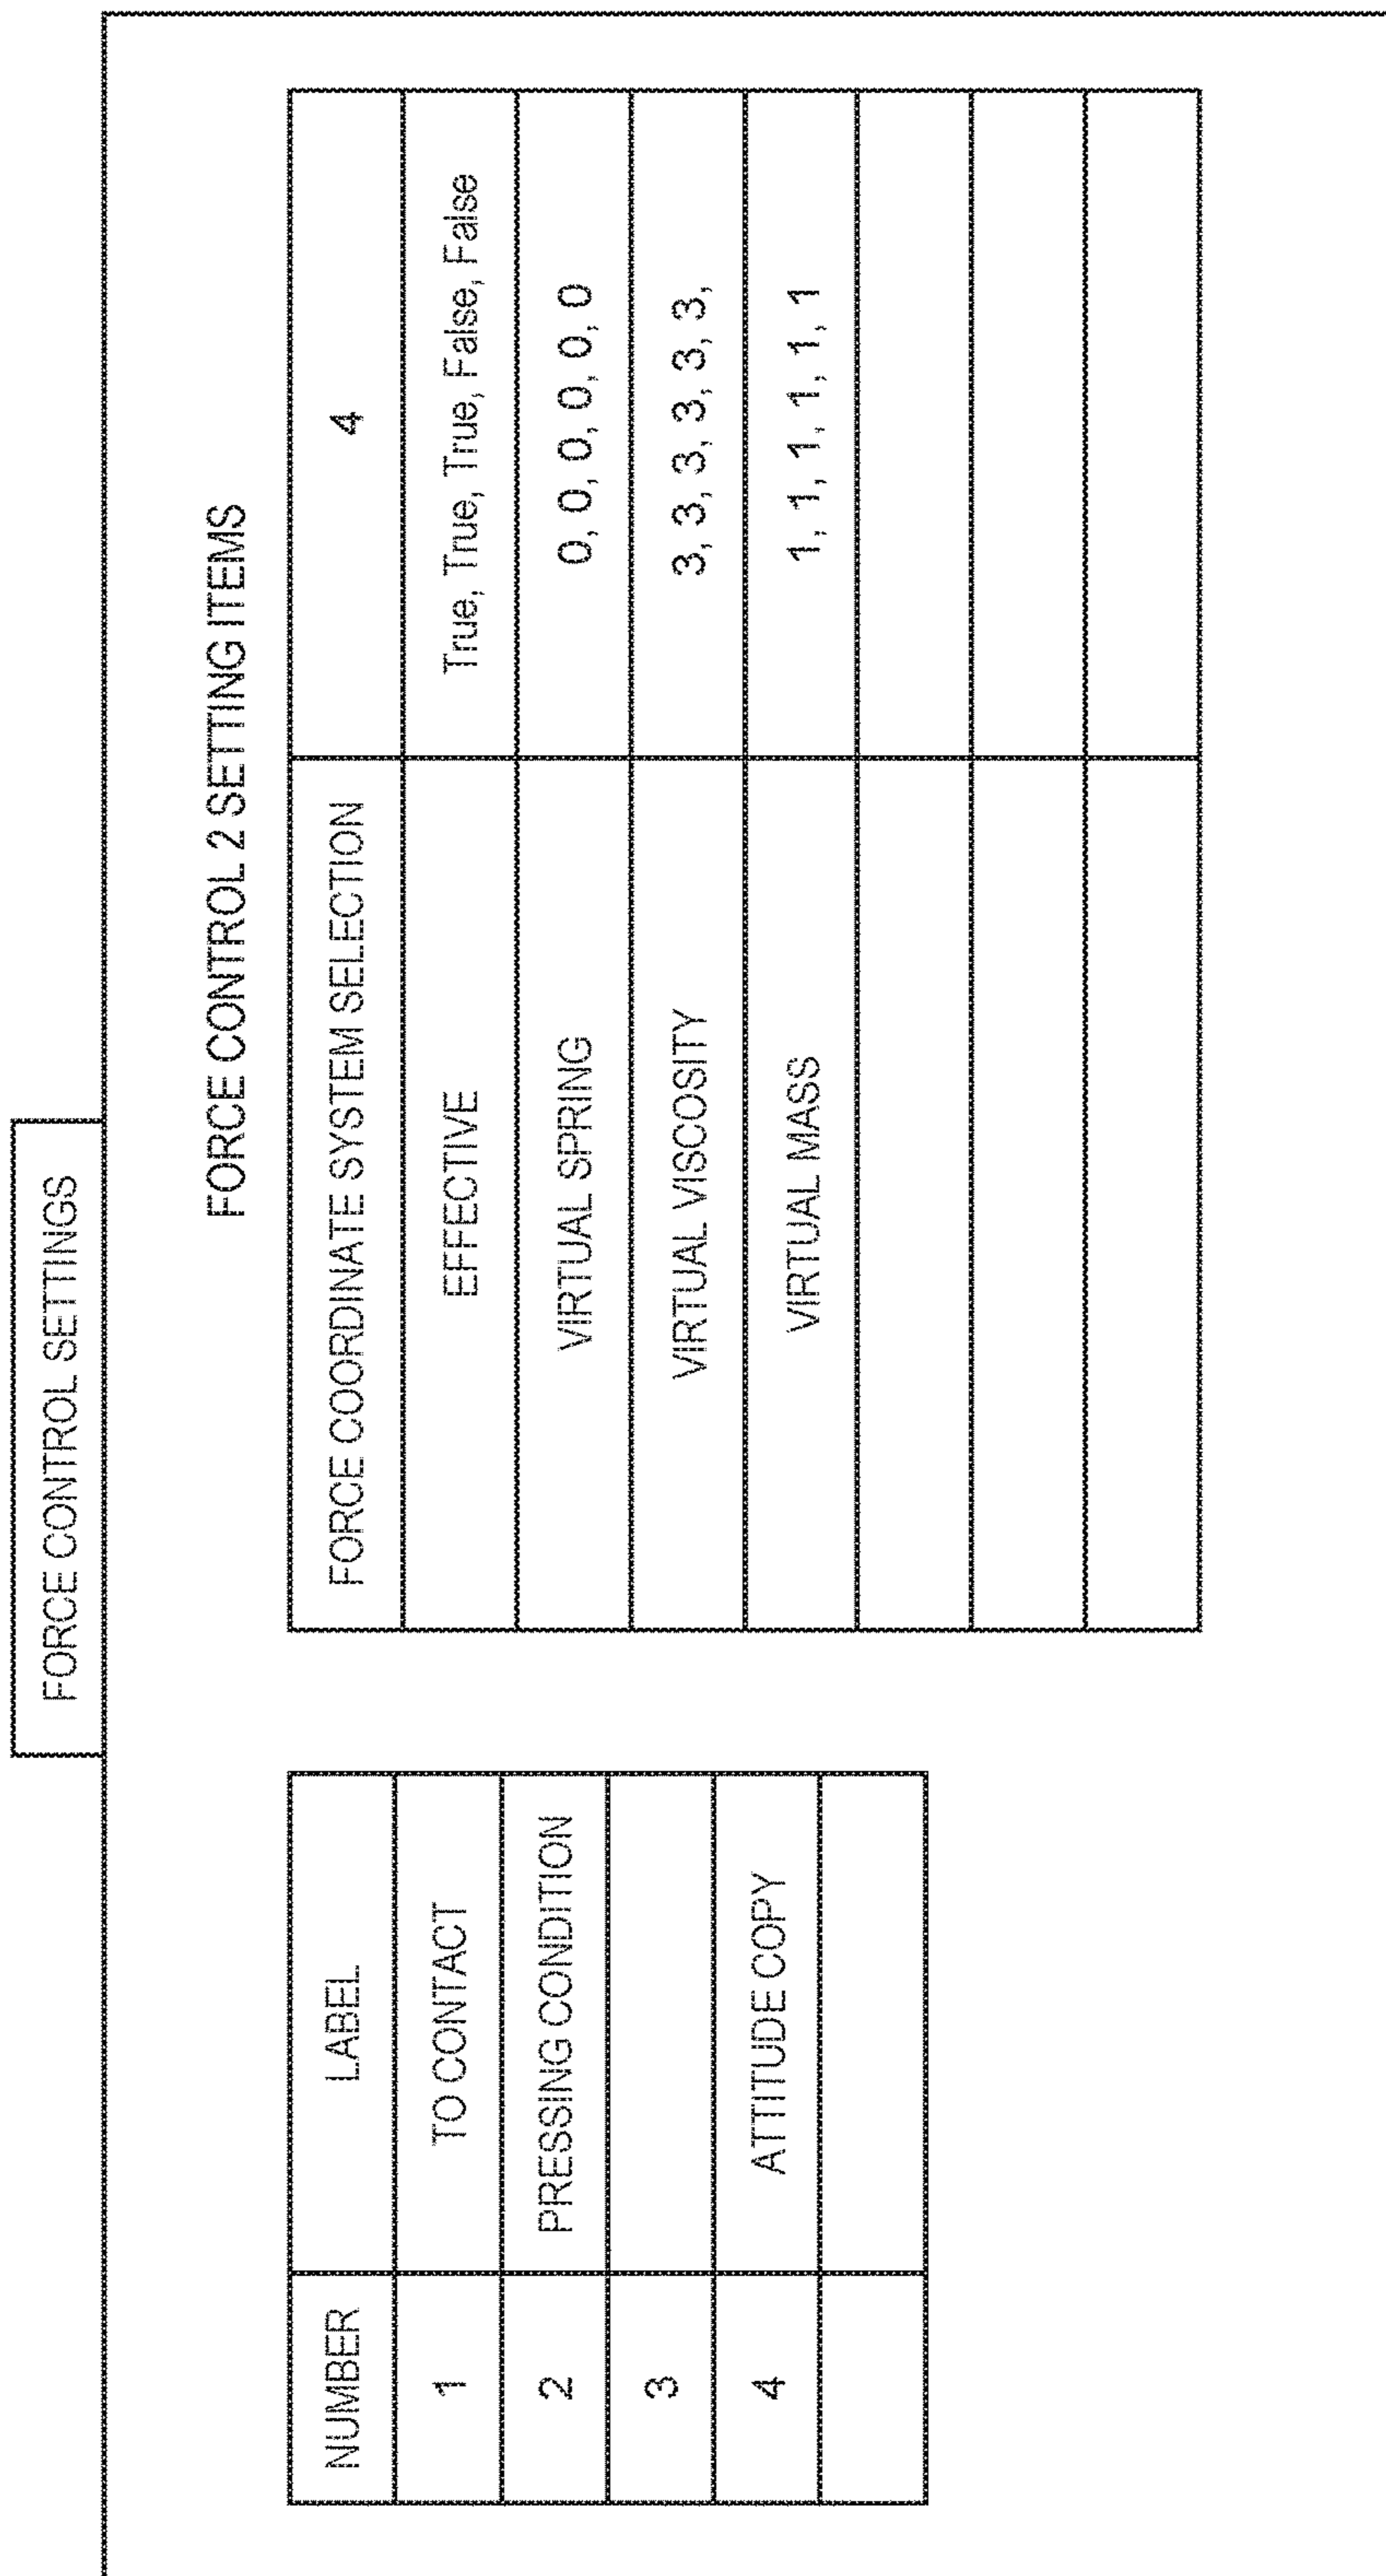 FORCE CONTROL SETTINGS
NUMBER LABEL
1 TO CONTACT
2 PRESSING CONDITION
3
4 ATTITUDE COPY
FORCE CONTROL 2 SETTING ITEMS
FORCE COORDINATE SYSTEM SELECTION 4
EFFECTIVE True, True, True, False, False
VIRTUAL SPRING 0, 0, 0, 0, 0, 0
VIRTUAL VISCOSITY 3, 3, 3, 3, 3, 3,
VIRTUAL MASS 1, 1, 1, 1, 1, 1